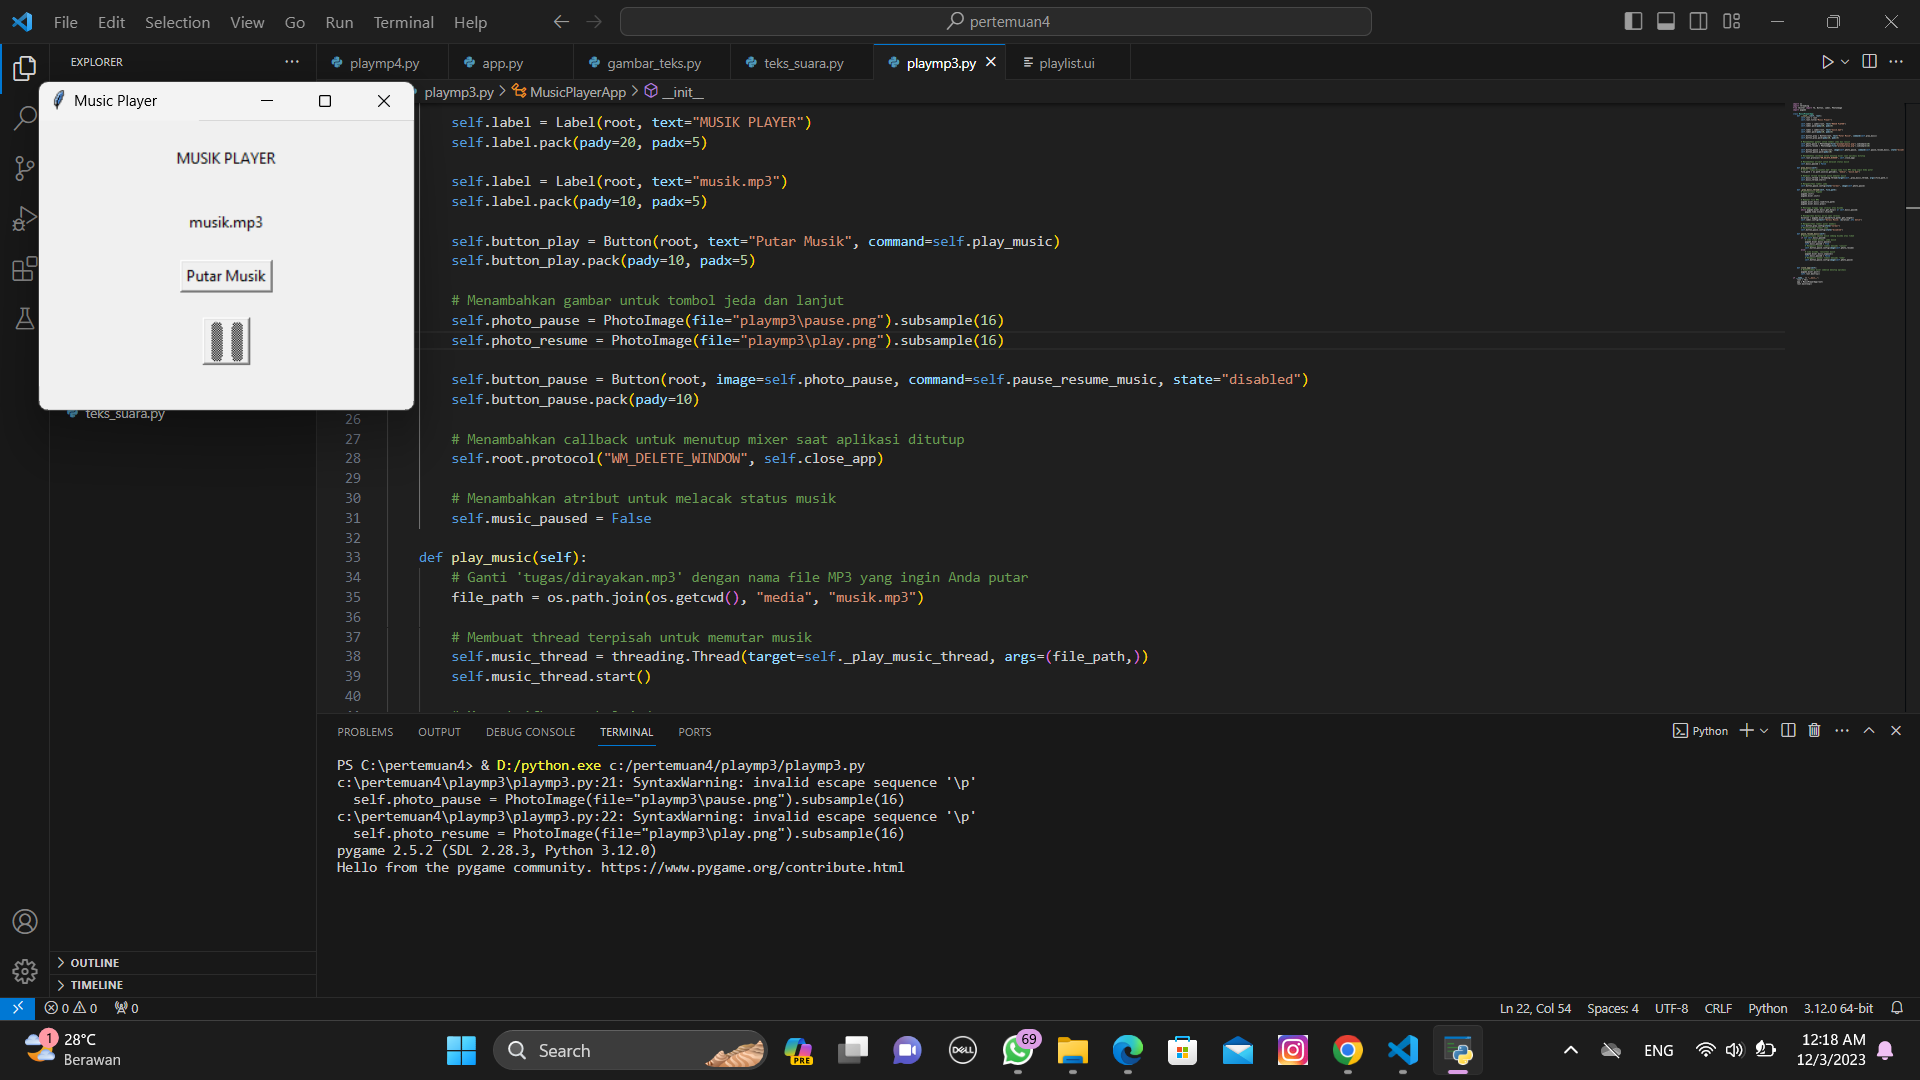 File Edit Selection View Go Run Terminal Help
pertemuan4
EXPLORER
playmp4.py
app.py
gambar_teks.py
teks_suara.py
playmp3.py
playlist.ui
playmp3.py > MusicPlayerApp > __init__
Music Player
MUSIK PLAYER
musik.mp3
Putar Musik
teks_suara.py
self.label = Label(root, text="MUSIK PLAYER")
self.label.pack(pady=20, padx=5)
self.label = Label(root, text="musik.mp3")
self.label.pack(pady=10, padx=5)
self.button_play = Button(root, text="Putar Musik", command=self.play_music)
self.button_play.pack(pady=10, padx=5)
# Menambahkan gambar untuk tombol jeda dan lanjut
self.photo_pause = PhotoImage(file="playmp3\pause.png").subsample(16)
self.photo_resume = PhotoImage(file="playmp3\play.png").subsample(16)
self.button_pause = Button(root, image=self.photo_pause, command=self.pause_resume_music, state="disabled")
self.button_pause.pack(pady=10)
26
27 # Menambahkan callback untuk menutup mixer saat aplikasi ditutup
28 self.root.protocol("WM_DELETE_WINDOW", self.close_app)
29
30 # Menambahkan atribut untuk melacak status musik
31 self.music_paused = False
32
33 def play_music(self):
34 # Ganti 'tugas/dirayakan.mp3' dengan nama file MP3 yang ingin Anda putar
35 file_path = os.path.join(os.getcwd(), "media", "musik.mp3")
36
37 # Membuat thread terpisah untuk memutar musik
38 self.music_thread = threading.Thread(target=self._play_music_thread, args=(file_path,))
39 self.music_thread.start()
40
PROBLEMS OUTPUT DEBUG CONSOLE TERMINAL PORTS
Python
PS C:\pertemuan4> & D:/python.exe c:/pertemuan4/playmp3/playmp3.py
c:\pertemuan4\playmp3\playmp3.py:21: SyntaxWarning: invalid escape sequence '\p'
self.photo_pause = PhotoImage(file="playmp3\pause.png").subsample(16)
c:\pertemuan4\playmp3\playmp3.py:22: SyntaxWarning: invalid escape sequence '\p'
self.photo_resume = PhotoImage(file="playmp3\play.png").subsample(16)
pygame 2.5.2 (SDL 2.28.3, Python 3.12.0)
Hello from the pygame community. https://www.pygame.org/contribute.html
OUTLINE
TIMELINE
0 0 0
Ln 22, Col 54 Spaces: 4 UTF-8 CRLF Python 3.12.0 64-bit
1
28°C
Berawan
Search
PRE
DELL
69
ENG
12:18 AM
12/3/2023